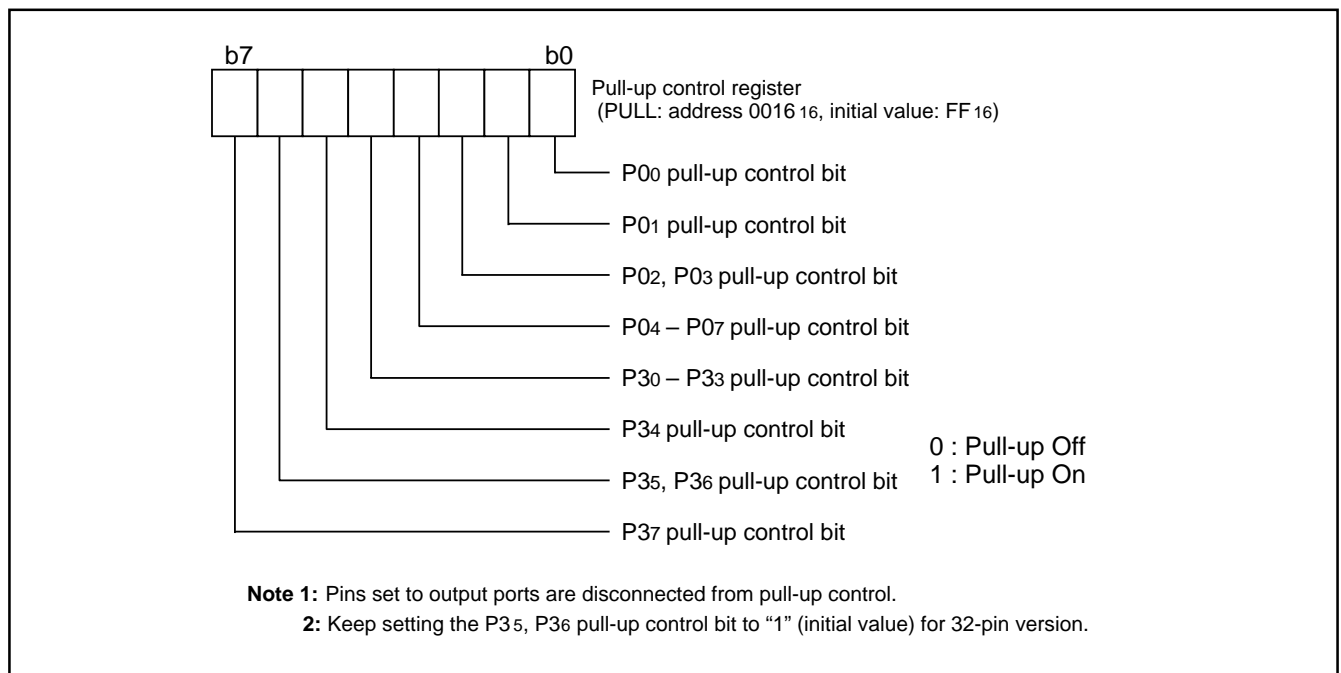 b7 b0
Pull-up control register
(PULL: address 0016 16, initial value: FF 16)
P00 pull-up control bit
P01 pull-up control bit
P02, P03 pull-up control bit
P04 – P07 pull-up control bit
P30 – P33 pull-up control bit
P34 pull-up control bit
P35, P36 pull-up control bit
P37 pull-up control bit
0 : Pull-up Off
1 : Pull-up On
Note 1: Pins set to output ports are disconnected from pull-up control.
2: Keep setting the P35, P36 pull-up control bit to “1” (initial value) for 32-pin version.